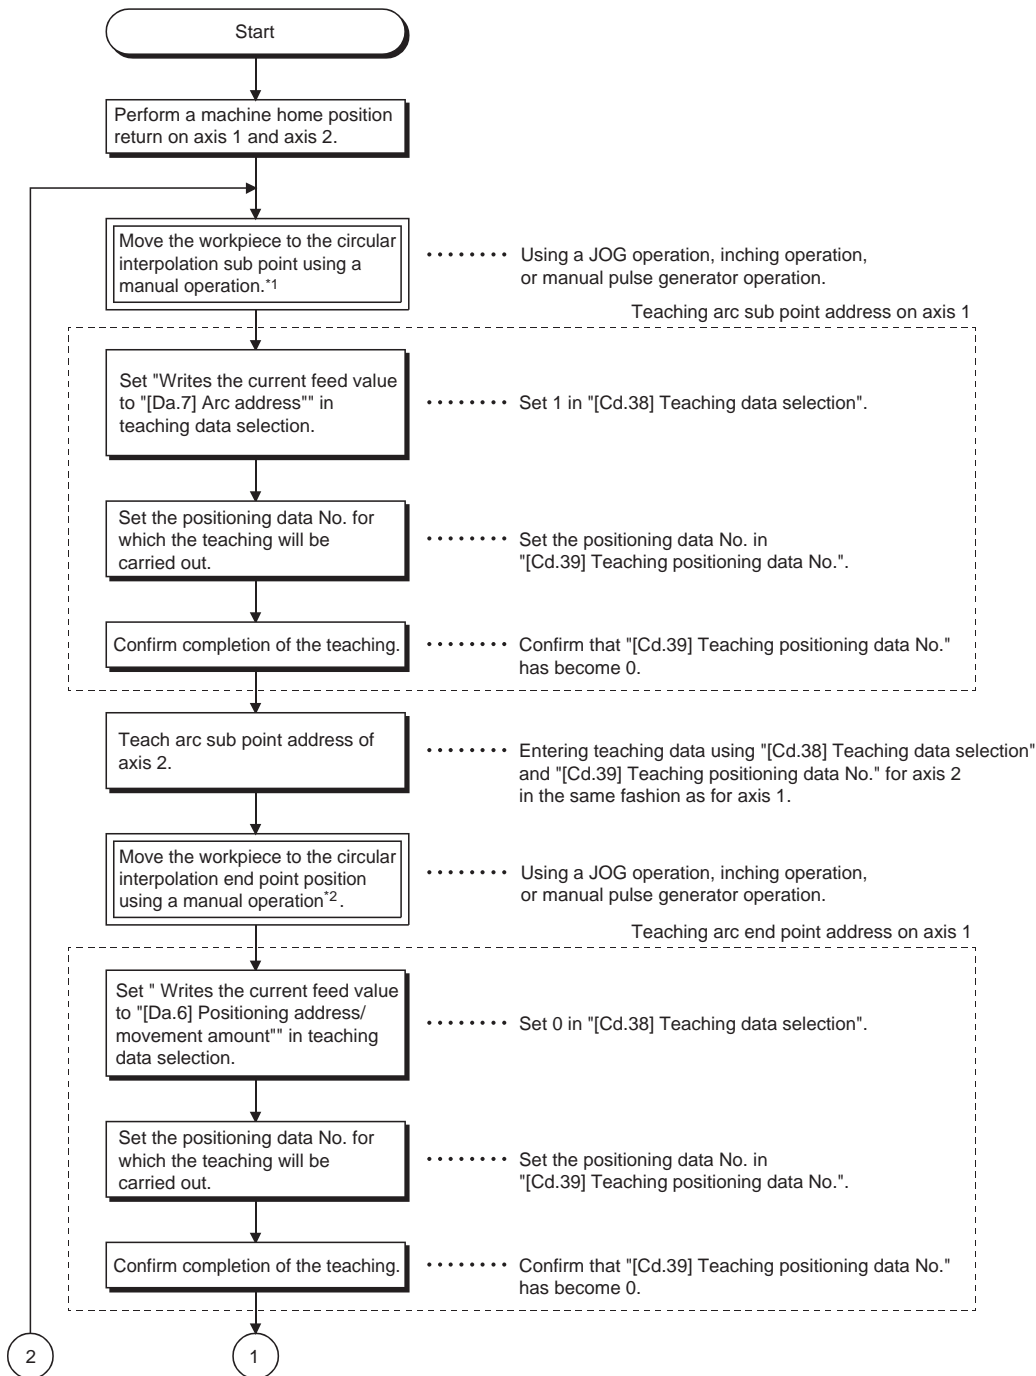 Start
Perform a machine home position
return on axis 1 and axis 2.
Move the workpiece to the circular
interpolation sub point using a
manual operation.*1
Using a JOG operation, inching operation,
or manual pulse generator operation.
Teaching arc sub point address on axis 1
Set "Writes the current feed value
to "[Da.7] Arc address"" in
teaching data selection.
Set 1 in "[Cd.38] Teaching data selection".
Set the positioning data No. for
which the teaching will be
carried out.
Set the positioning data No. in
"[Cd.39] Teaching positioning data No.".
Confirm completion of the teaching.
Confirm that "[Cd.39] Teaching positioning data No."
has become 0.
Teach arc sub point address of
axis 2.
Entering teaching data using "[Cd.38] Teaching data selection"
and "[Cd.39] Teaching positioning data No." for axis 2
in the same fashion as for axis 1.
Move the workpiece to the circular
interpolation end point position
using a manual operation*2.
Using a JOG operation, inching operation,
or manual pulse generator operation.
Teaching arc end point address on axis 1
Set " Writes the current feed value
to "[Da.6] Positioning address/
movement amount"" in teaching
data selection.
Set 0 in "[Cd.38] Teaching data selection".
Set the positioning data No. for
which the teaching will be
carried out.
Set the positioning data No. in
"[Cd.39] Teaching positioning data No.".
Confirm completion of the teaching.
Confirm that "[Cd.39] Teaching positioning data No."
has become 0.
2
1